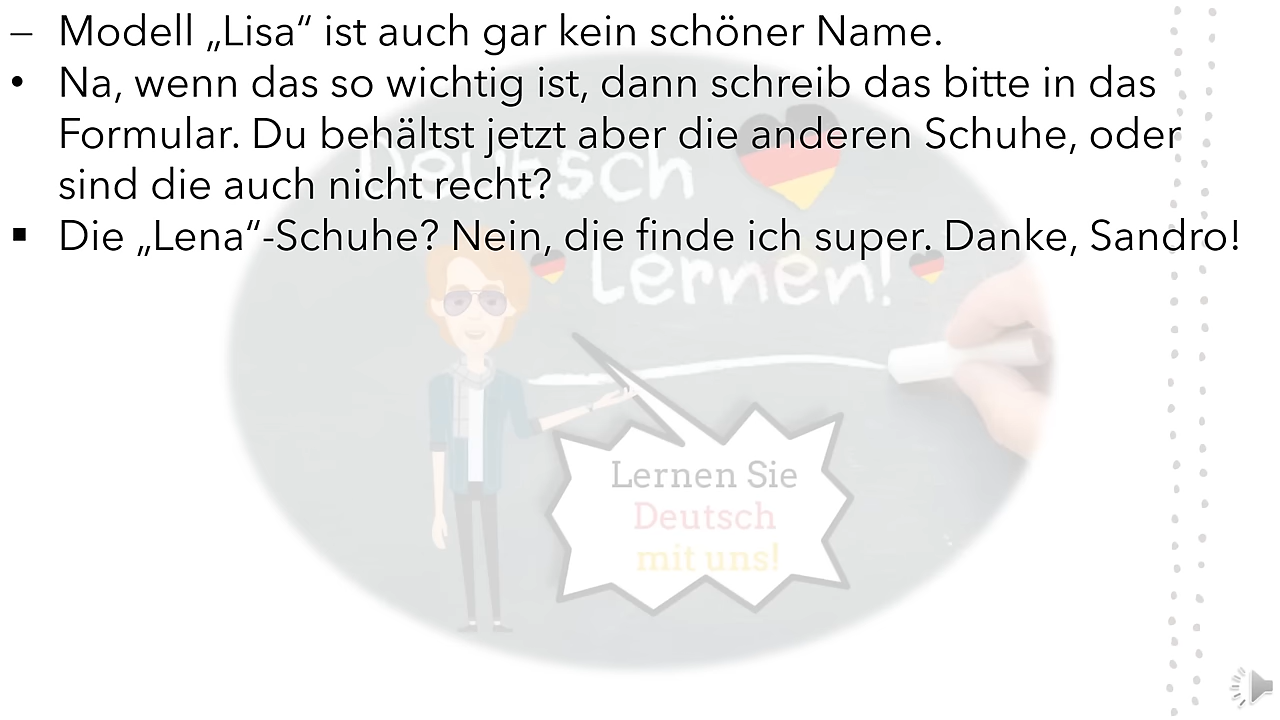 – Modell „Lisa“ ist auch gar kein schöner Name.
• Na, wenn das so wichtig ist, dann schreib das bitte in das
Formular. Du behältst jetzt aber die anderen Schuhe, oder
sind die auch nicht recht?
▪ Die „Lena“-Schuhe? Nein, die finde ich super. Danke, Sandro!
Deutsch
Lernen!
Lernen Sie
Deutsch
mit uns!